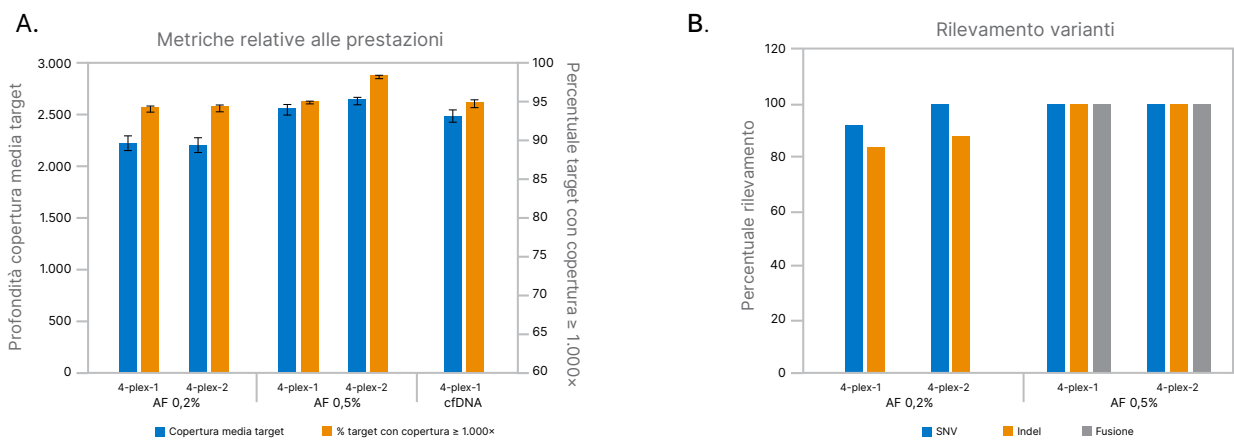 A.
Metriche relative alle prestazioni
Profondità copertura media target
3.000
2.500
2.000
1.500
1.000
500
0
100
95
90
85
80
75
70
65
60
Percentuale target con copertura ≥ 1.000×
4-plex-1 4-plex-2 4-plex-1 4-plex-2 4-plex-1
AF 0,2% AF 0,5% cfDNA
Copertura media target % target con copertura ≥ 1.000×
B.
Rilevamento varianti
Percentuale rilevamento
120
100
80
60
40
20
0
4-plex-1 4-plex-2 4-plex-1 4-plex-2
AF 0,2% AF 0,5%
SNV Indel Fusione